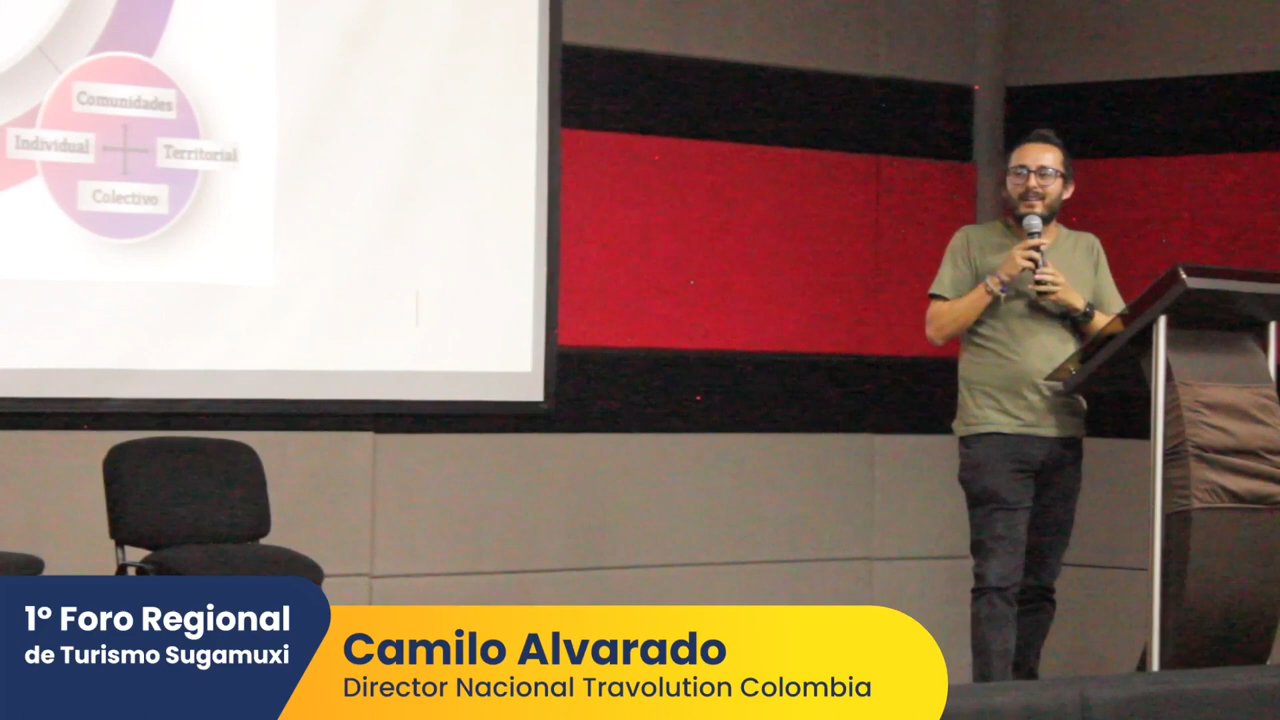 Comunidades
Individual
Territorial
Colectivo
1º Foro Regional
de Turismo Sugamuxi
Camilo Alvarado
Director Nacional Travolution Colombia